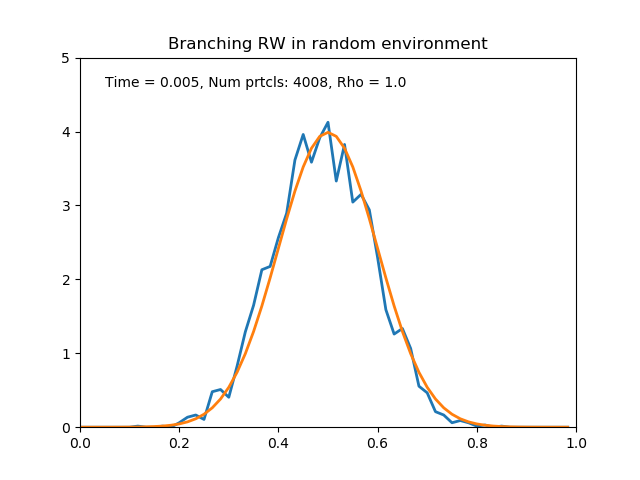 Branching RW in random environment
Time = 0.005, Num prtcls: 4008, Rho = 1.0
5
4
3
2
1
0
0.0 0.2 0.4 0.6 0.8 1.0